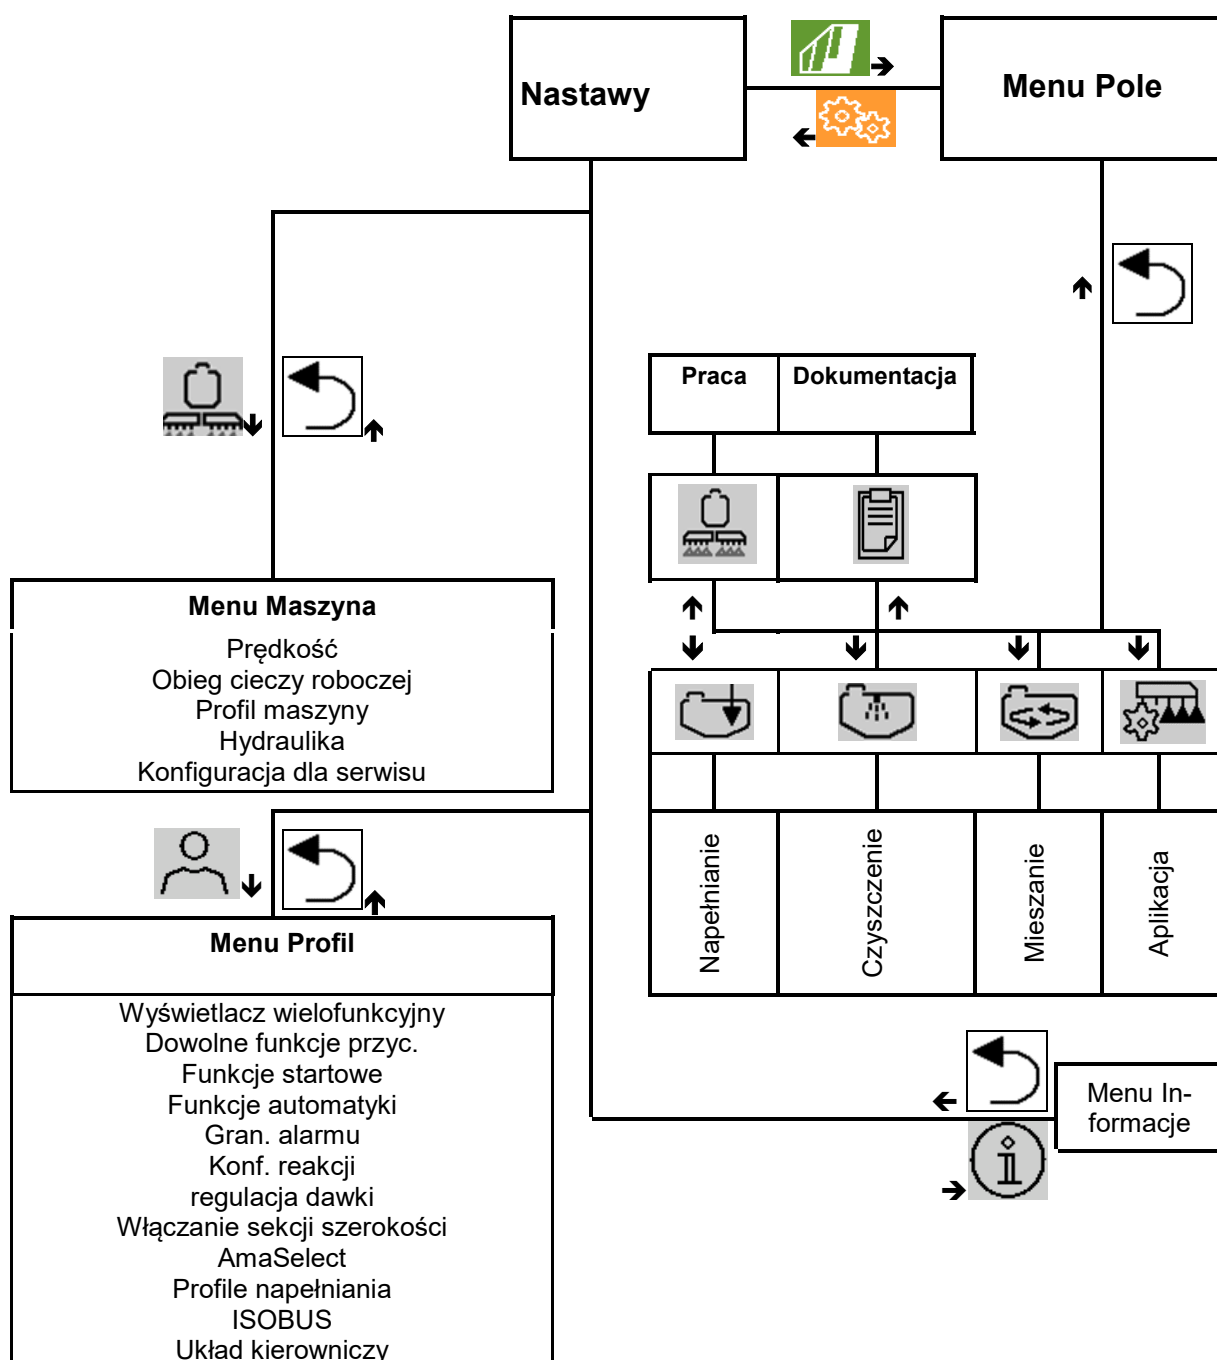 Nastawy
Menu Pole
Praca
Dokumentacja
Menu Maszyna
Prędkość
Obieg cieczy roboczej
Profil maszyny
Hydraulika
Konfiguracja dla serwisu
Napełnianie
Czyszczenie
Mieszanie
Aplikacja
Menu Profil
Wyświetlacz wielofunkcyjny
Dowolne funkcje przyc.
Funkcje startowe
Funkcje automatyki
Gran. alarmu
Konf. reakcji
regulacja dawki
Włączanie sekcji szerokości
AmaSelect
Profile napełniania
ISOBUS
Układ kierowniczy
Menu In-
formacje